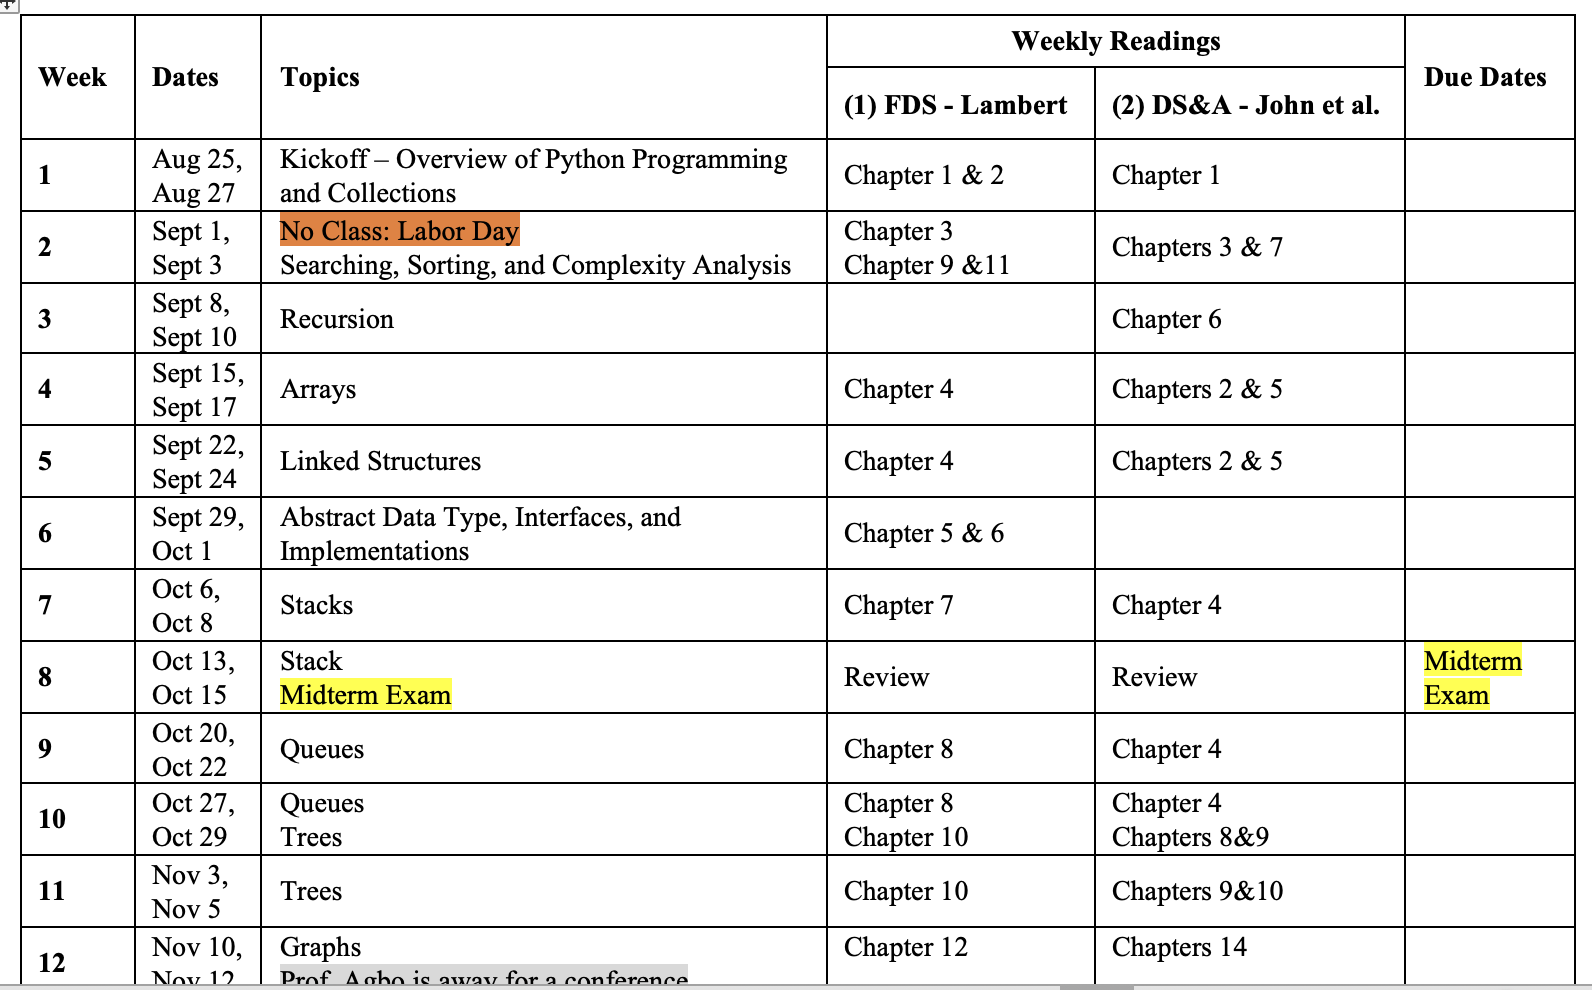 Week
Dates
Topics
Weekly Readings
Due Dates
(1) FDS - Lambert
(2) DS&A - John et al.
1
Aug 25,
Aug 27
Kickoff – Overview of Python Programming
and Collections
Chapter 1 & 2
Chapter 1
2
Sept 1,
Sept 3
No Class: Labor Day
Searching, Sorting, and Complexity Analysis
Chapter 3
Chapter 9 &11
Chapters 3 & 7
3
Sept 8,
Sept 10
Recursion
Chapter 6
4
Sept 15,
Sept 17
Arrays
Chapter 4
Chapters 2 & 5
5
Sept 22,
Sept 24
Linked Structures
Chapter 4
Chapters 2 & 5
6
Sept 29,
Oct 1
Abstract Data Type, Interfaces, and
Implementations
Chapter 5 & 6
7
Oct 6,
Oct 8
Stacks
Chapter 7
Chapter 4
8
Oct 13,
Oct 15
Stack
Midterm Exam
Review
Review
Midterm
Exam
9
Oct 20,
Oct 22
Queues
Chapter 8
Chapter 4
10
Oct 27,
Oct 29
Queues
Trees
Chapter 8
Chapter 10
Chapter 4
Chapters 8&9
11
Nov 3,
Nov 5
Trees
Chapter 10
Chapters 9&10
12
Nov 10,
Nov 12
Graphs
Prof. Agbo is away for a conference
Chapter 12
Chapters 14